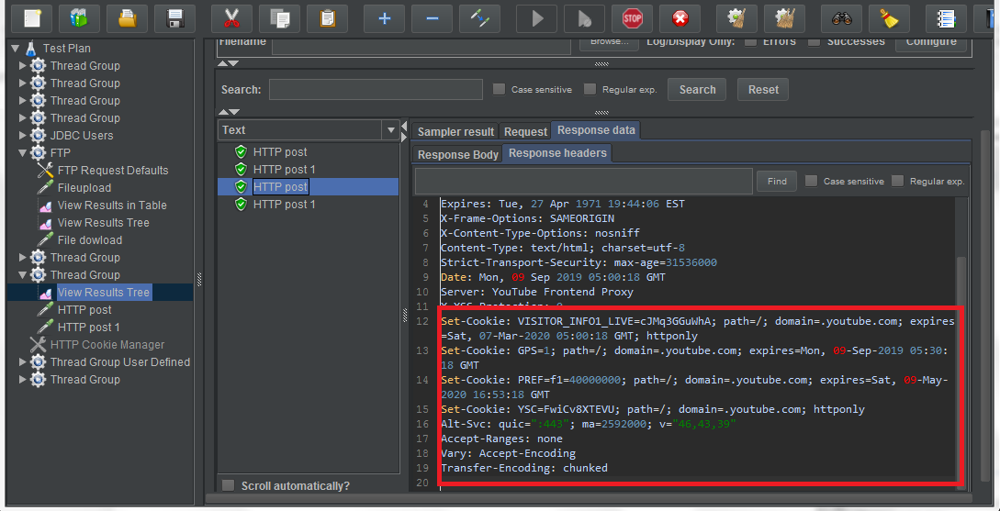 STOP
Test Plan
Thread Group
Thread Group
Thread Group
Thread Group
JDBC Users
FTP
FTP Request Defaults
Fileupload
View Results in Table
View Results Tree
File dowload
Thread Group
Thread Group
View Results Tree
HTTP post
HTTP post 1
HTTP Cookie Manager
Thread Group User Defined
Thread Group
Filename
Browse...
Log/Display Only:
Errors
Successes
Configure
Search:
Case sensitive
Regular exp.
Search
Reset
Text
HTTP post
HTTP post 1
HTTP post
HTTP post 1
Scroll automatically?
Sampler result
Request
Response data
Response Body
Response headers
Find
Case sensitive
Regular exp.
4 Expires: Tue, 27 Apr 1971 19:44:06 EST
5 X-Frame-Options: SAMEORIGIN
6 X-Content-Type-Options: nosniff
7 Content-Type: text/html; charset=utf-8
8 Strict-Transport-Security: max-age=31536000
9 Date: Mon, 09 Sep 2019 05:00:18 GMT
10 Server: YouTube Frontend Proxy
11 X-XSS-Protection: 0
12 Set-Cookie: VISITOR_INFO1_LIVE=cJMq3GGuWhA; path=/; domain=.youtube.com; expires
=Sat, 07-Mar-2020 05:00:18 GMT; httponly
13 Set-Cookie: GPS=1; path=/; domain=.youtube.com; expires=Mon, 09-Sep-2019 05:30:
18 GMT
14 Set-Cookie: PREF=f1=40000000; path=/; domain=.youtube.com; expires=Sat, 09-May-
2020 16:53:18 GMT
15 Set-Cookie: YSC=FwiCv8XTEVU; path=/; domain=.youtube.com; httponly
16 Alt-Svc: quic=":443"; ma=2592000; v="46,43,39"
17 Accept-Ranges: none
18 Vary: Accept-Encoding
19 Transfer-Encoding: chunked
20